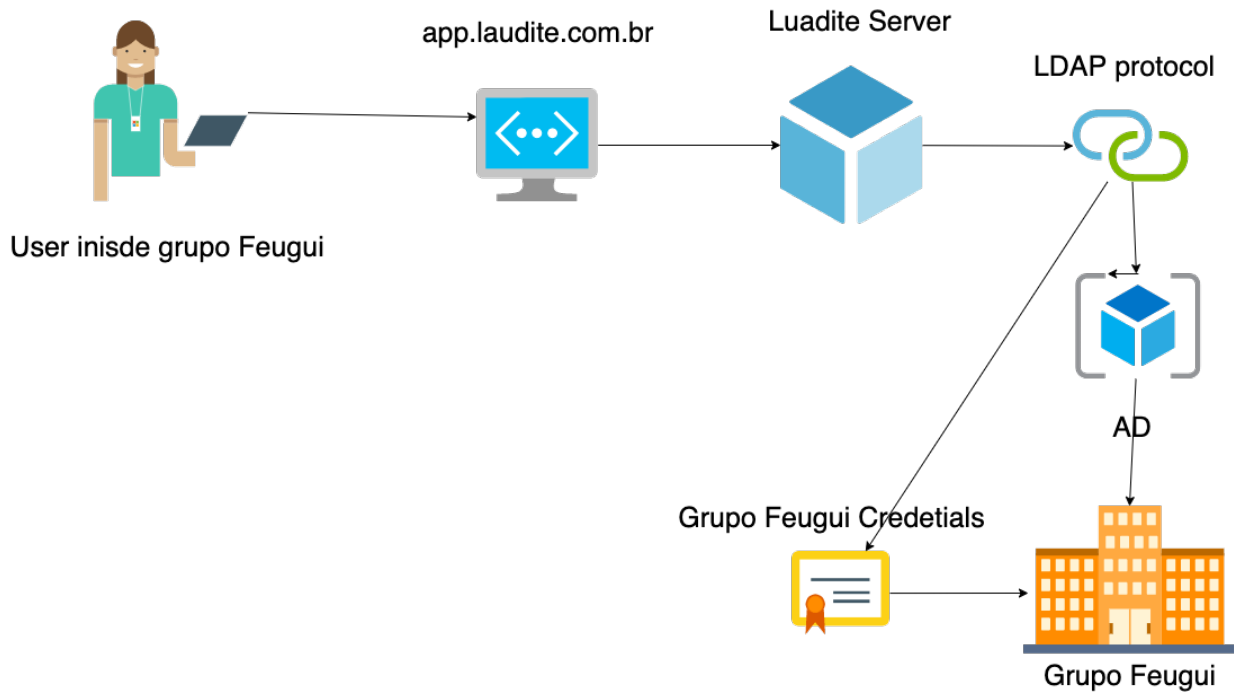 app.laudite.com.br
Luadite Server
LDAP protocol
User inisde grupo Feugui
AD
Grupo Feugui Credetials
Grupo Feugui